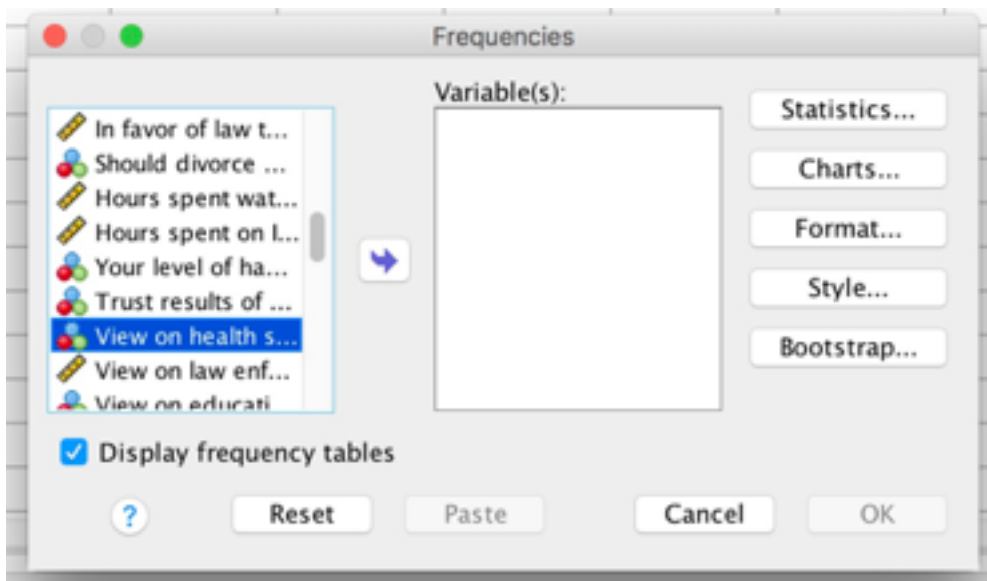 Frequencies
Variable(s):
In favor of law t...
Should divorce ...
Hours spent wat...
Hours spent on I...
Your level of ha...
Trust results of ...
View on health s...
View on law enf...
View on educati
Statistics...
Charts...
Format...
Style...
Bootstrap...
Display frequency tables
?
Reset
Paste
Cancel
OK